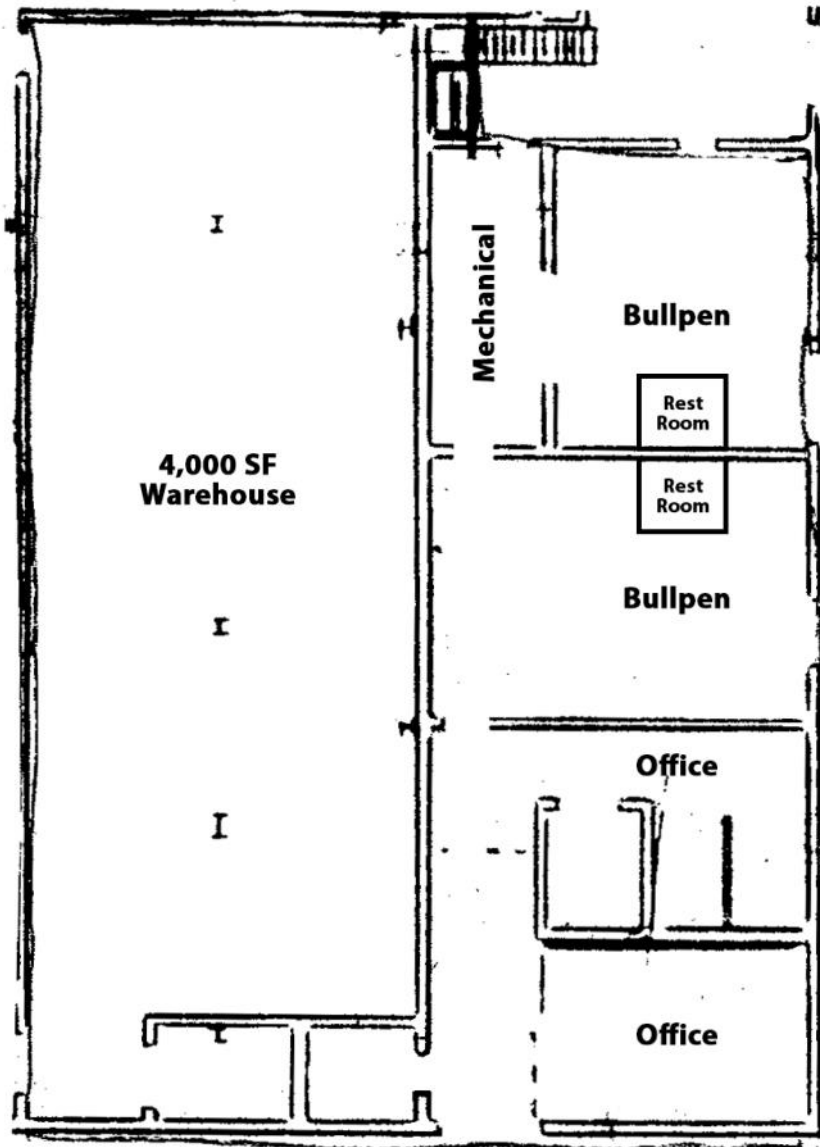 Mechanical
Bullpen
Rest
Room
4,000 SF
Warehouse
Rest
Room
Bullpen
Office
Office